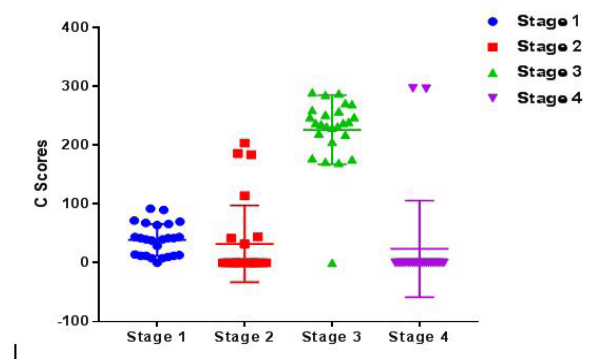 400
300
200
100
0
-100
C Scores
Stage 1
Stage 2
Stage 3
Stage 4
Stage 1 Stage 2 Stage 3 Stage 4